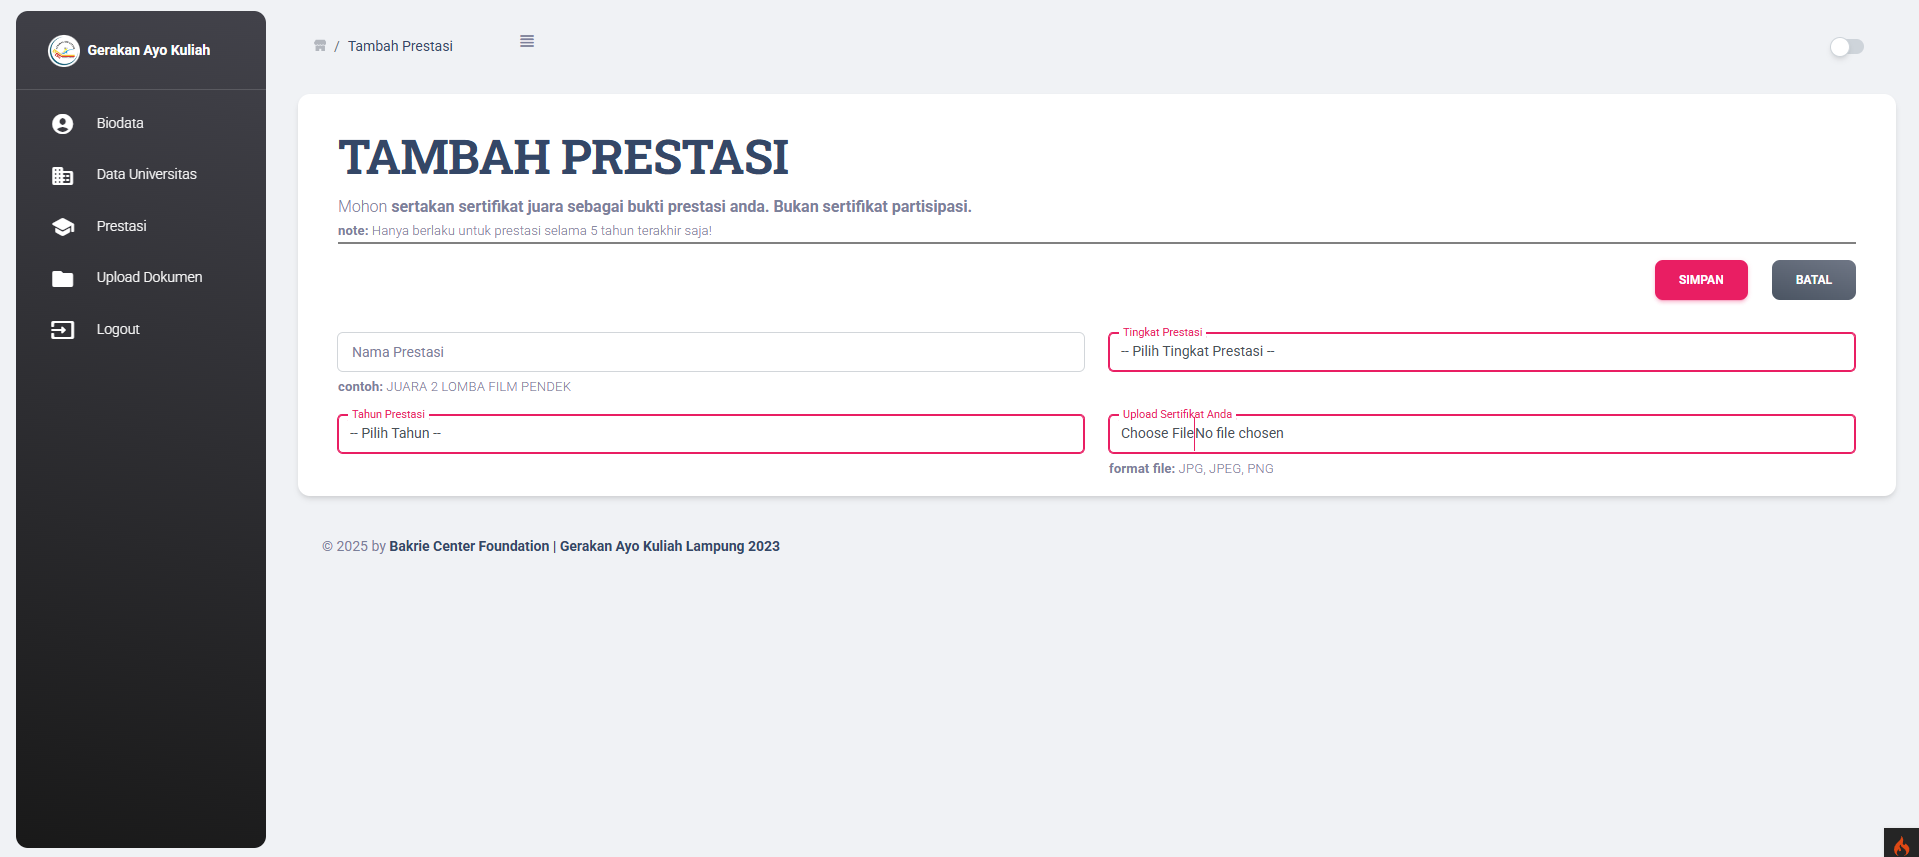 Gerakan Ayo Kuliah
Biodata
Data Universitas
Prestasi
Upload Dokumen
Logout
/ Tambah Prestasi
TAMBAH PRESTASI
Mohon sertakan sertifikat juara sebagai bukti prestasi anda. Bukan sertifikat partisipasi.
note: Hanya berlaku untuk prestasi selama 5 tahun terakhir saja!
SIMPAN
BATAL
Nama Prestasi
contoh: JUARA 2 LOMBA FILM PENDEK
Tingkat Prestasi
-- Pilih Tingkat Prestasi --
Tahun Prestasi
-- Pilih Tahun --
Upload Sertifikat Anda
Choose File No file chosen
format file: JPG, JPEG, PNG
© 2025 by Bakrie Center Foundation | Gerakan Ayo Kuliah Lampung 2023